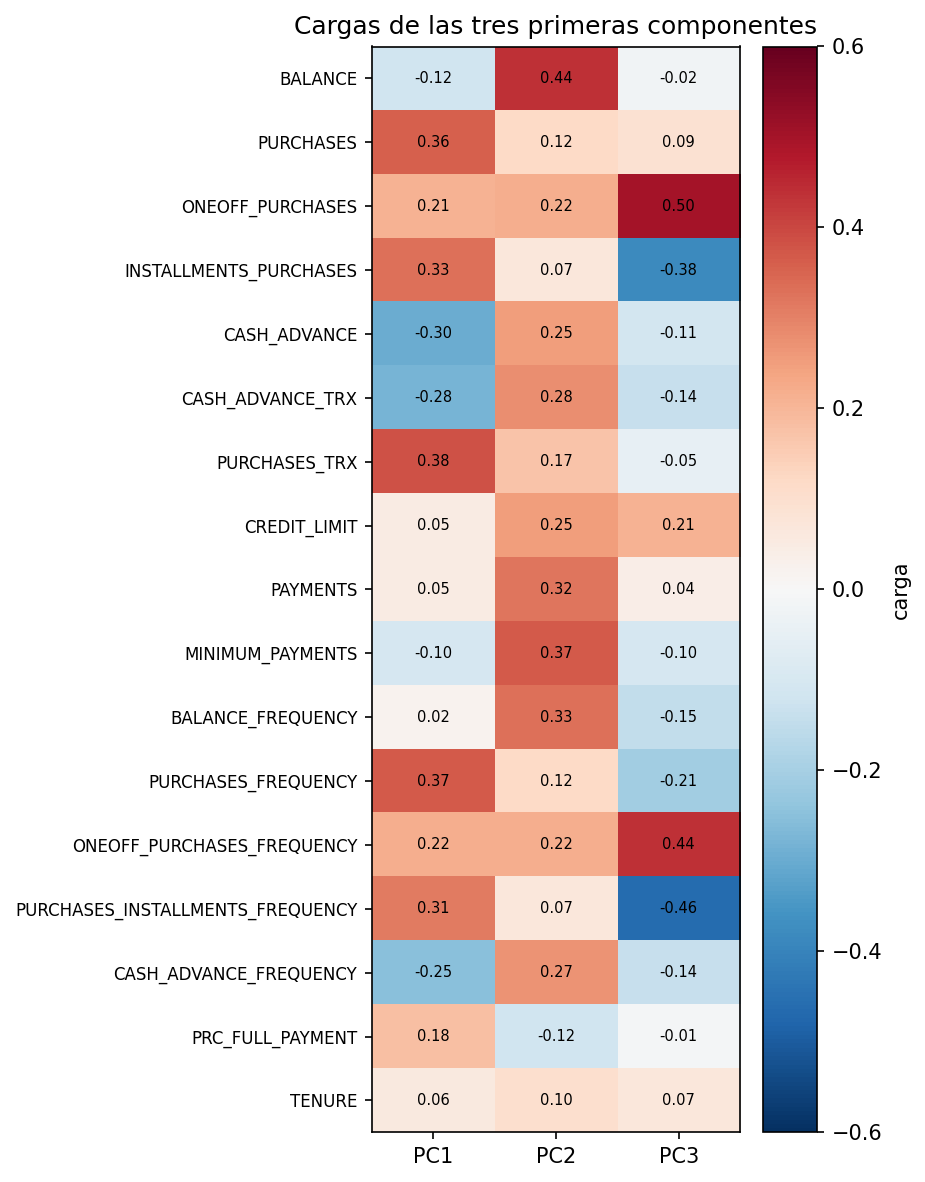 Cargas de las tres primeras componentes
BALANCE -0.12 0.44 -0.02
PURCHASES 0.36 0.12 0.09
ONEOFF_PURCHASES 0.21 0.22 0.50
INSTALLMENTS_PURCHASES 0.33 0.07 -0.38
CASH_ADVANCE -0.30 0.25 -0.11
CASH_ADVANCE_TRX -0.28 0.28 -0.14
PURCHASES_TRX 0.38 0.17 -0.05
CREDIT_LIMIT 0.05 0.25 0.21
PAYMENTS 0.05 0.32 0.04
MINIMUM_PAYMENTS -0.10 0.37 -0.10
BALANCE_FREQUENCY 0.02 0.33 -0.15
PURCHASES_FREQUENCY 0.37 0.12 -0.21
ONEOFF_PURCHASES_FREQUENCY 0.22 0.22 0.44
PURCHASES_INSTALLMENTS_FREQUENCY 0.31 0.07 -0.46
CASH_ADVANCE_FREQUENCY -0.25 0.27 -0.14
PRC_FULL_PAYMENT 0.18 -0.12 -0.01
TENURE 0.06 0.10 0.07
PC1 PC2 PC3
0.6
0.4
0.2
0.0
−0.2
−0.4
−0.6
carga